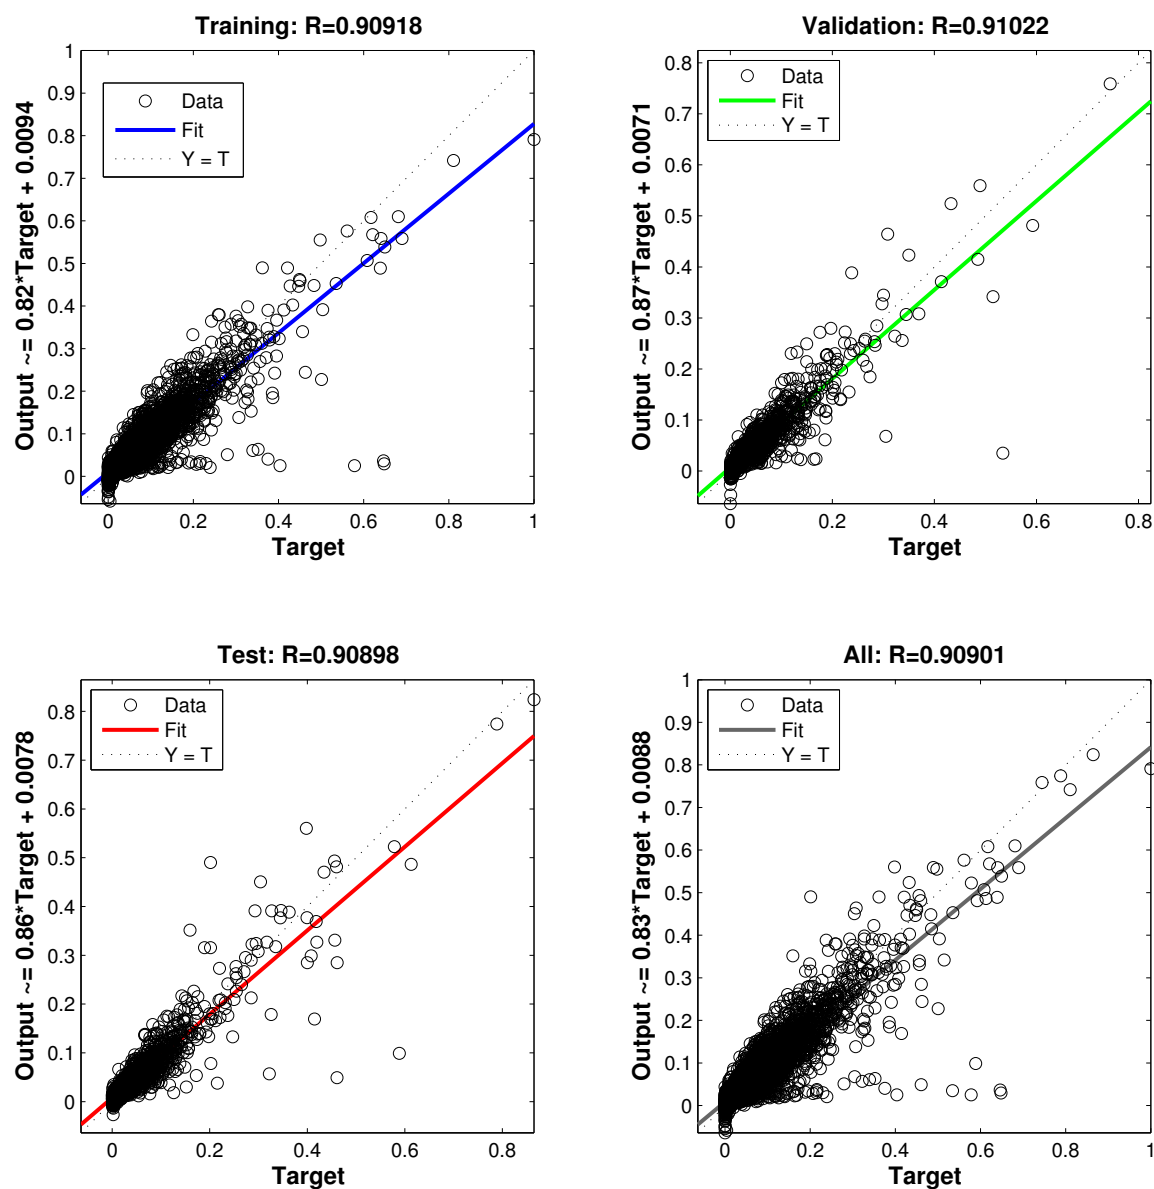 Training: R=0.90918
Output ~= 0.82*Target + 0.0094
1
0.9
0.8
0.7
0.6
0.5
0.4
0.3
0.2
0.1
0
Data
Fit
Y = T
0 0.2 0.4 0.6 0.8 1
Target
Validation: R=0.91022
Output ~= 0.87*Target + 0.0071
0.8
0.7
0.6
0.5
0.4
0.3
0.2
0.1
0
Data
Fit
Y = T
0 0.2 0.4 0.6 0.8
Target
Test: R=0.90898
Output ~= 0.86*Target + 0.0078
0.8
0.7
0.6
0.5
0.4
0.3
0.2
0.1
0
Data
Fit
Y = T
0 0.2 0.4 0.6 0.8
Target
All: R=0.90901
Output ~= 0.83*Target + 0.0088
1
0.9
0.8
0.7
0.6
0.5
0.4
0.3
0.2
0.1
0
Data
Fit
Y = T
0 0.2 0.4 0.6 0.8 1
Target